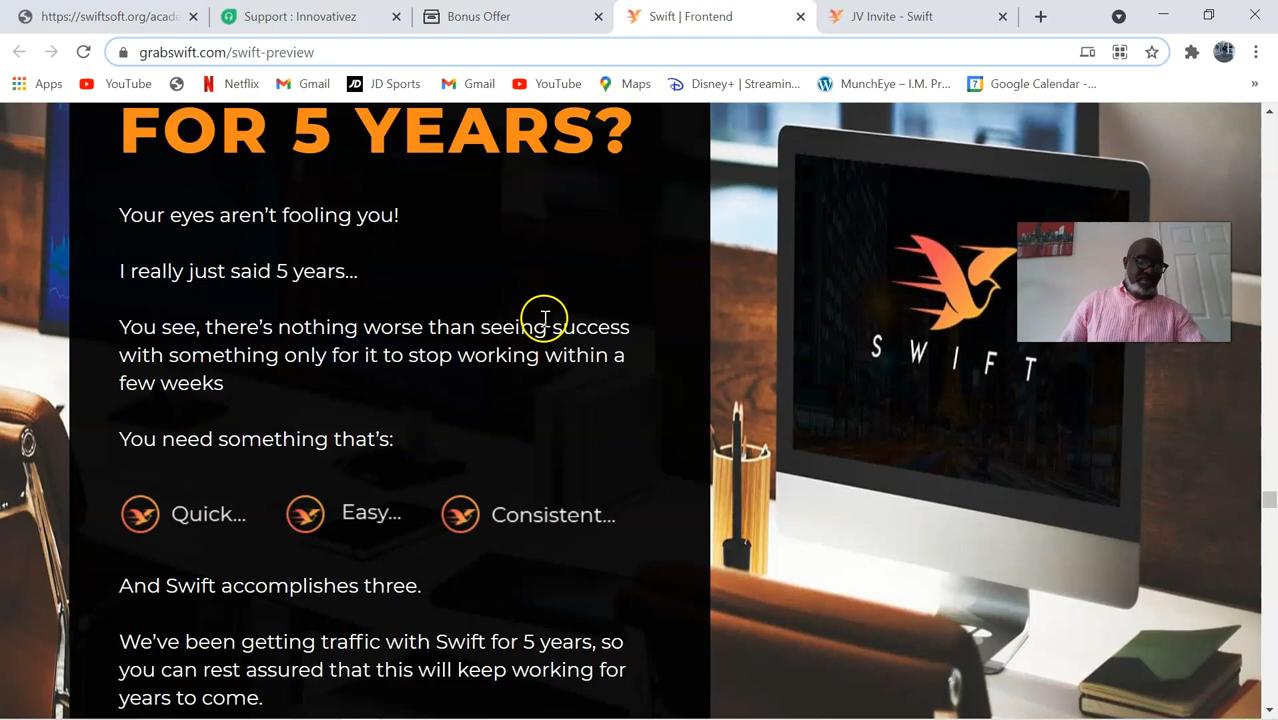 https://swiftsoft.org/acade
Support : Innovativez
Bonus Offer
Swift | Frontend
JV Invite - Swift
grabswift.com/swift-preview
Apps
YouTube
Netflix
Gmail
JD
JD Sports
Gmail
YouTube
Maps
Disney+ | Streamin...
MunchEye – I.M. Pr...
7
Google Calendar -...
»
FOR 5 YEARS?
Your eyes aren't fooling you!
I really just said 5 years...
You see, there's nothing worse than seeing success
with something only for it to stop working within a
few weeks
You need something that's:
Quick...
Easy...
Consistent...
And Swift accomplishes three.
We've been getting traffic with Swift for 5 years, so
you can rest assured that this will keep working for
years to come.
SWIFT